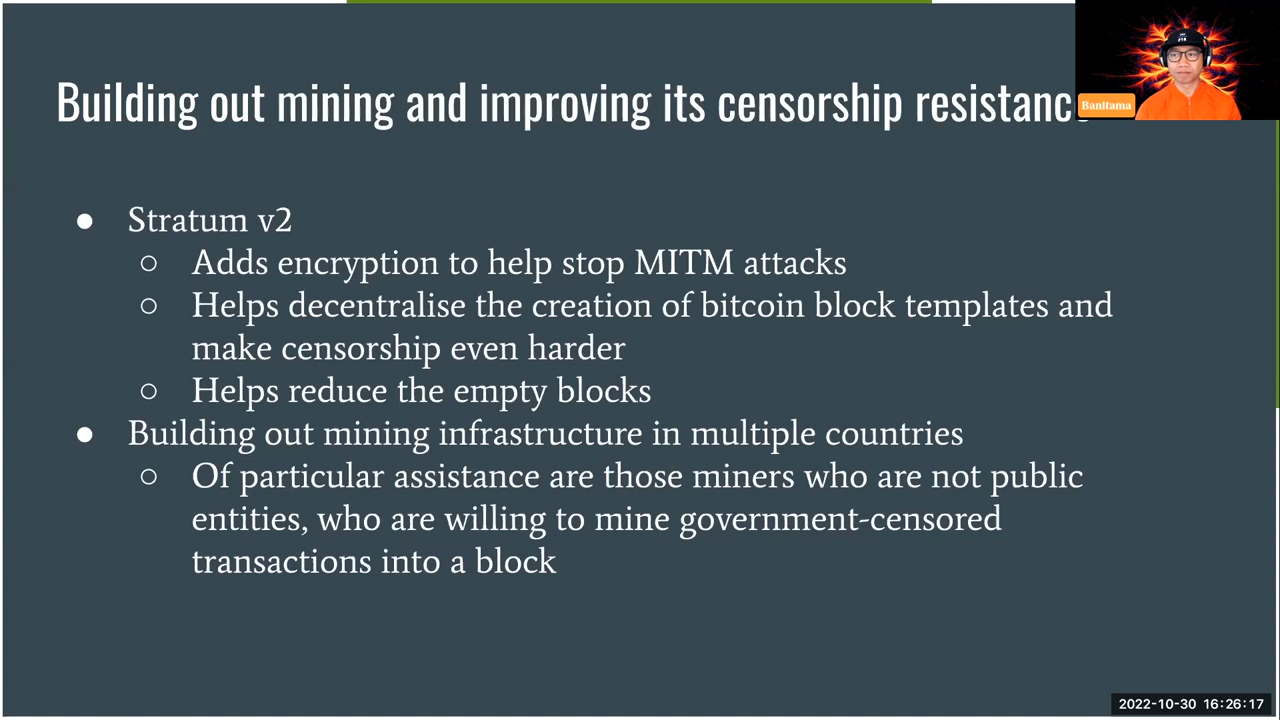 Building out mining and improving its censorship resistance
Banitama
● Stratum v2
○ Adds encryption to help stop MITM attacks
○ Helps decentralise the creation of bitcoin block templates and
make censorship even harder
○ Helps reduce the empty blocks
● Building out mining infrastructure in multiple countries
○ Of particular assistance are those miners who are not public
entities, who are willing to mine government-censored
transactions into a block
2022-10-30 16:26:17